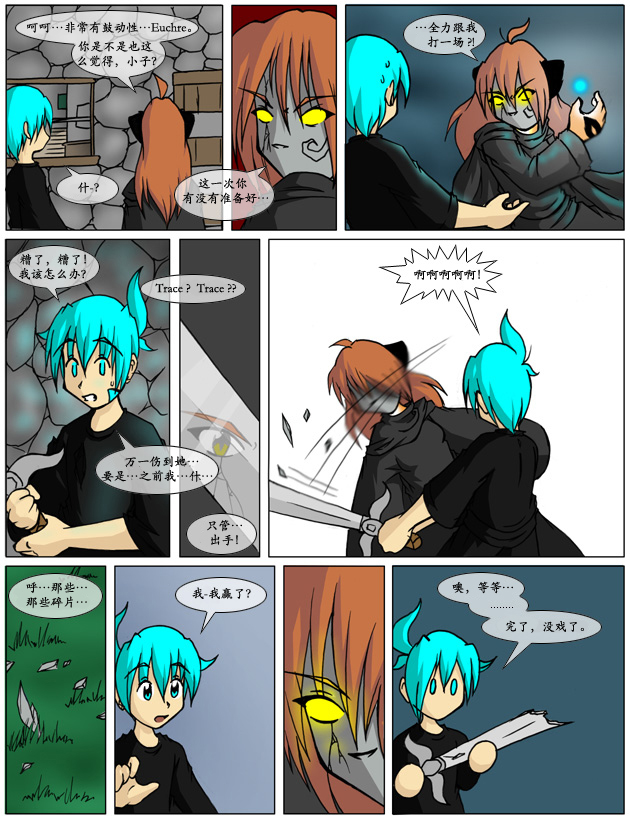 呵呵…非常有鼓动性…Euchre。
你是不是也这
么觉得，小子？
什-？
这一次你
有没有准备好…
…全力跟我
打一场?!
糟了，糟了！
我该怎么办？
Trace？ Trace ??
万一伤到她…
要是…之前我…什…
只管…
出手！
啊啊啊啊啊！
呼…那些…
那些碎片…
我-我赢了？
噢，等等…
………
完了，没戏了。